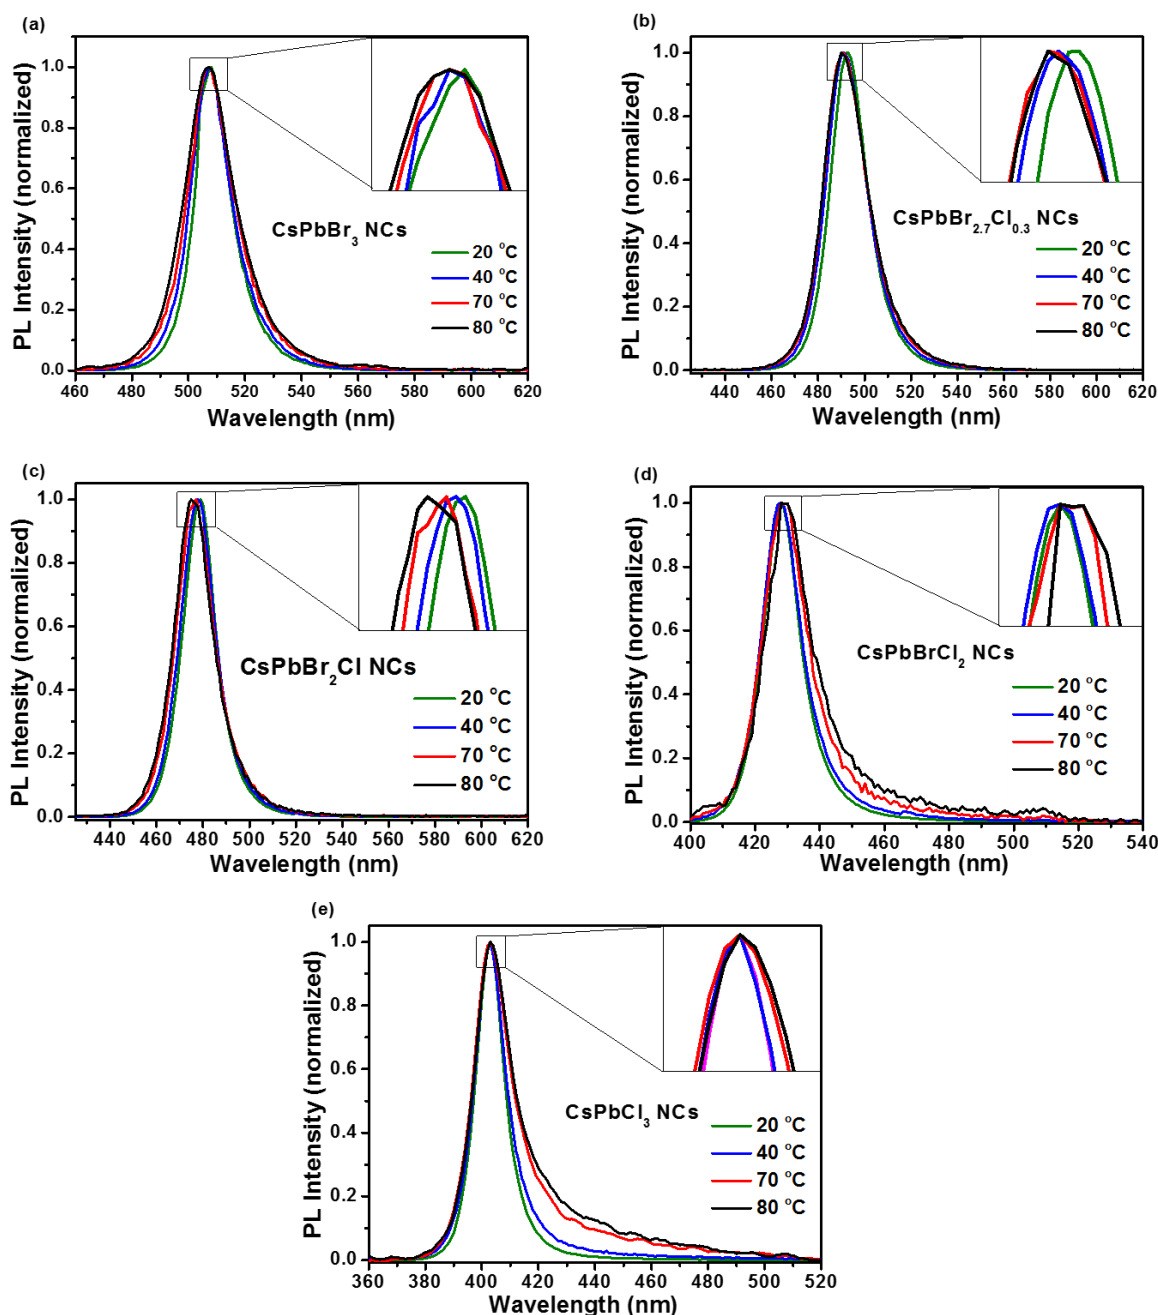 (a)
PL Intensity (normalized)
1.0
0.8
0.6
0.4
0.2
0.0
CsPbBr₃ NCs
20 °C
40 °C
70 °C
80 °C
460 480 500 520 540 560 580 600 620
Wavelength (nm)
(b)
PL Intensity (normalized)
1.0
0.8
0.6
0.4
0.2
0.0
CsPbBr₂.₇Cl₀.₃ NCs
20 °C
40 °C
70 °C
80 °C
440 460 480 500 520 540 560 580 600 620
Wavelength (nm)
(c)
PL Intensity (normalized)
1.0
0.8
0.6
0.4
0.2
0.0
CsPbBr₂Cl NCs
20 °C
40 °C
70 °C
80 °C
440 460 480 500 520 540 560 580 600 620
Wavelength (nm)
(d)
PL Intensity (normalized)
1.0
0.8
0.6
0.4
0.2
0.0
CsPbBrCl₂ NCs
20 °C
40 °C
70 °C
80 °C
400 420 440 460 480 500 520 540
Wavelength (nm)
(e)
PL Intensity (normalized)
1.0
0.8
0.6
0.4
0.2
0.0
CsPbCl₃ NCs
20 °C
40 °C
70 °C
80 °C
360 380 400 420 440 460 480 500 520
Wavelength (nm)